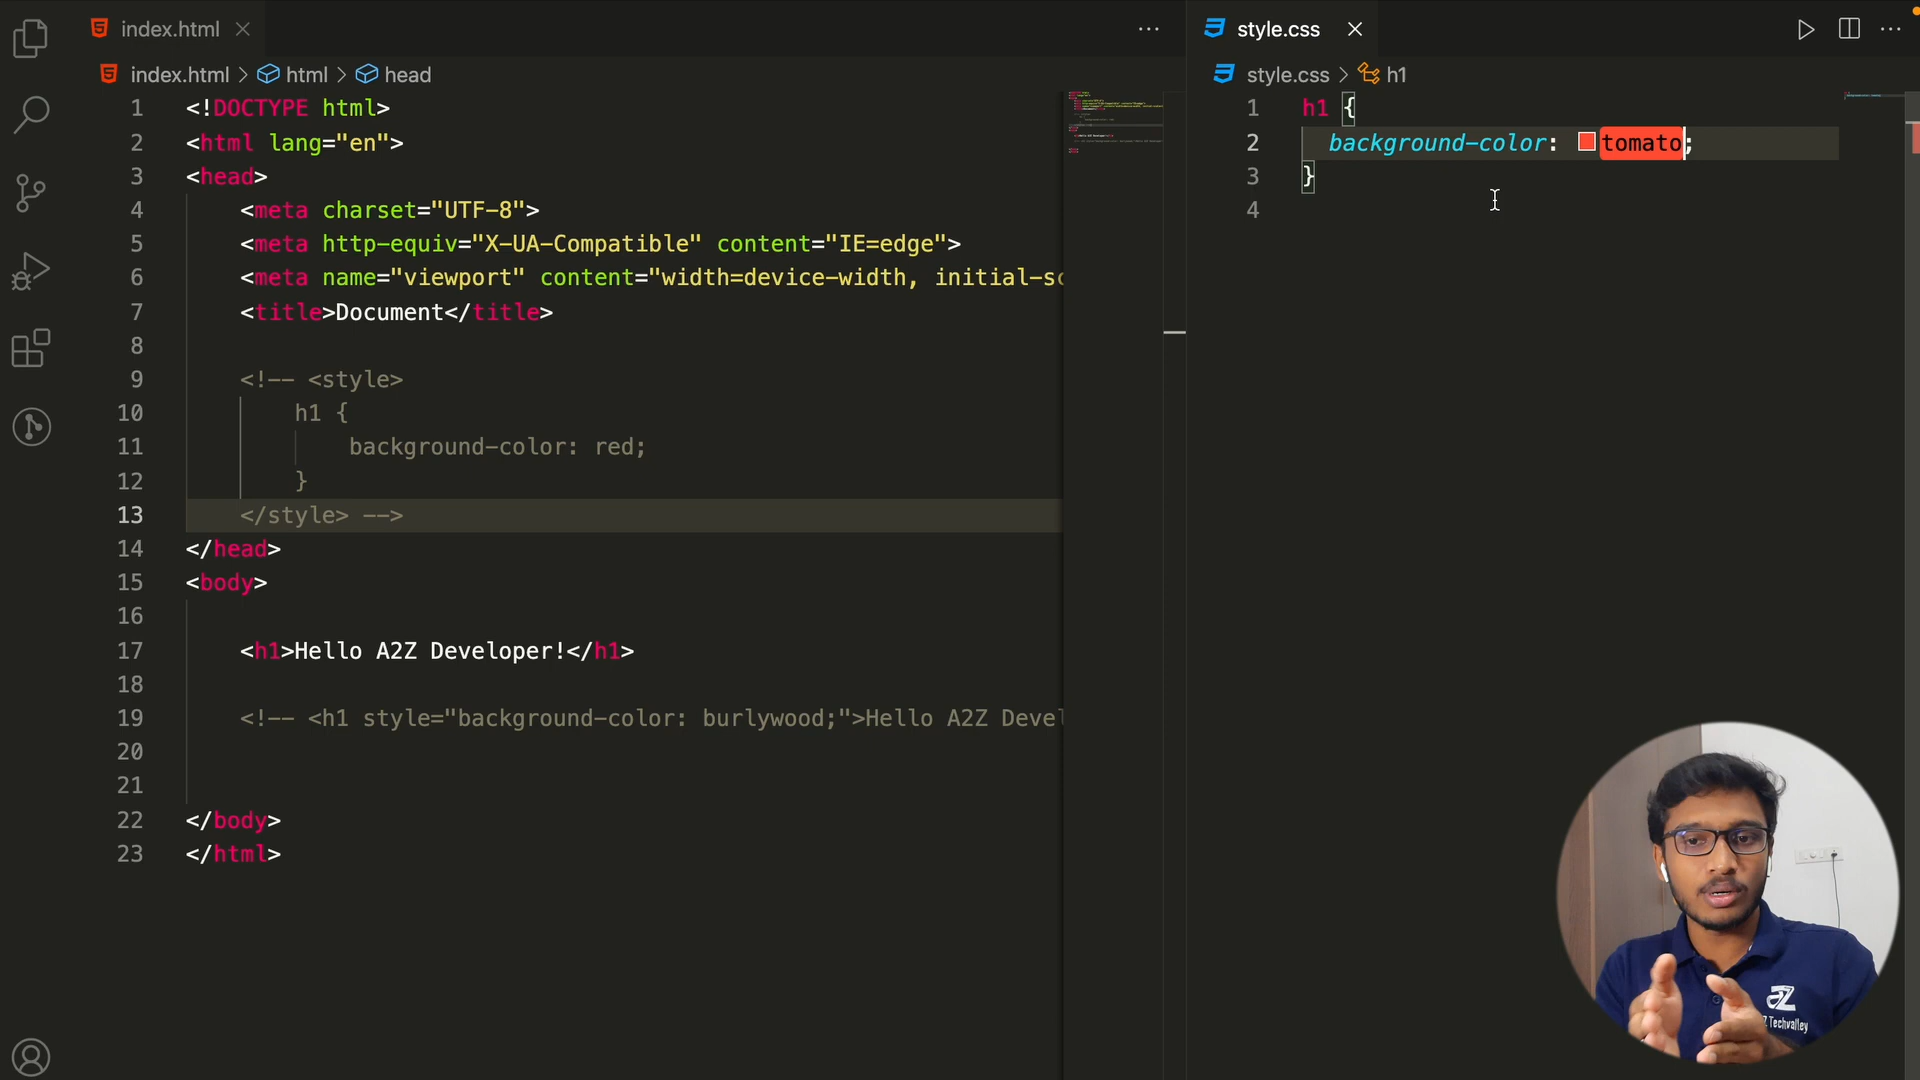 index.html
style.css
index.html > html > head
style.css > h1
1 <!DOCTYPE html>
2 <html lang="en">
3 <head>
4 <meta charset="UTF-8">
5 <meta http-equiv="X-UA-Compatible" content="IE=edge">
6 <meta name="viewport" content="width=device-width, initial-sc
7 <title>Document</title>
8
9 <!-- <style>
10 h1 {
11 background-color: red;
12 }
13 </style> -->
14 </head>
15 <body>
16
17 <h1>Hello A2Z Developer!</h1>
18
19 <!-- <h1 style="background-color: burlywood;">Hello A2Z Devel
20
21
22 </body>
23 </html>
1 h1 {
2 background-color: tomato;
3 }
4
aZ
Techvalley